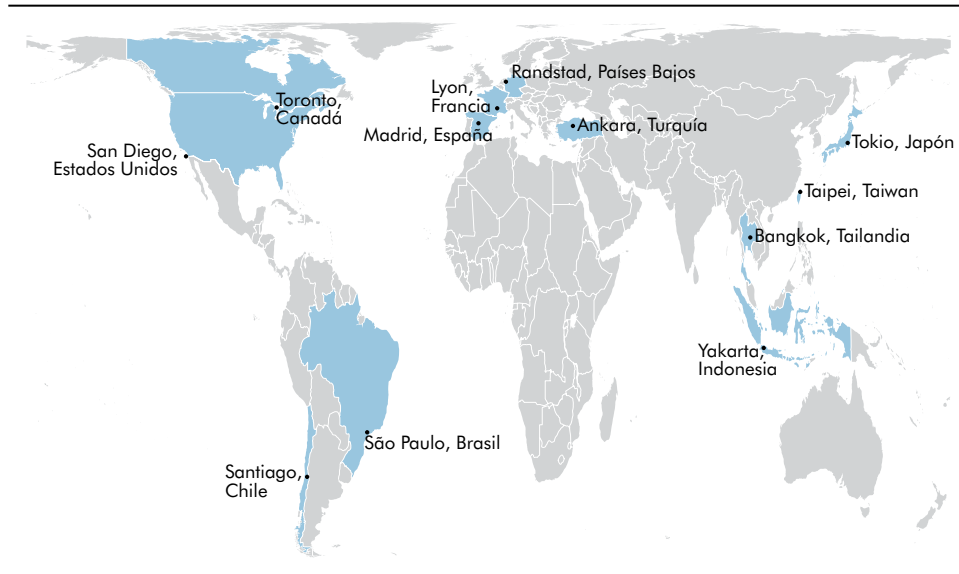 Randstad, Países Bajos
Lyon,
Francia
Toronto,
Canadá
Madrid, España
Ankara, Turquía
Tokio, Japón
San Diego,
Estados Unidos
Taipei, Taiwan
Bangkok, Tailandia
Yakarta,
Indonesia
São Paulo, Brasil
Santiago,
Chile